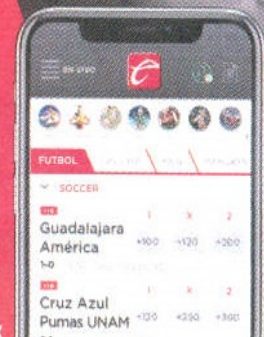 EN VIVO
FUTBOL
SOCCER
1 X 2
Guadalajara
América +100 +120 +200
1-0
1 X 2
Cruz Azul
Pumas UNAM +120 +250 +300